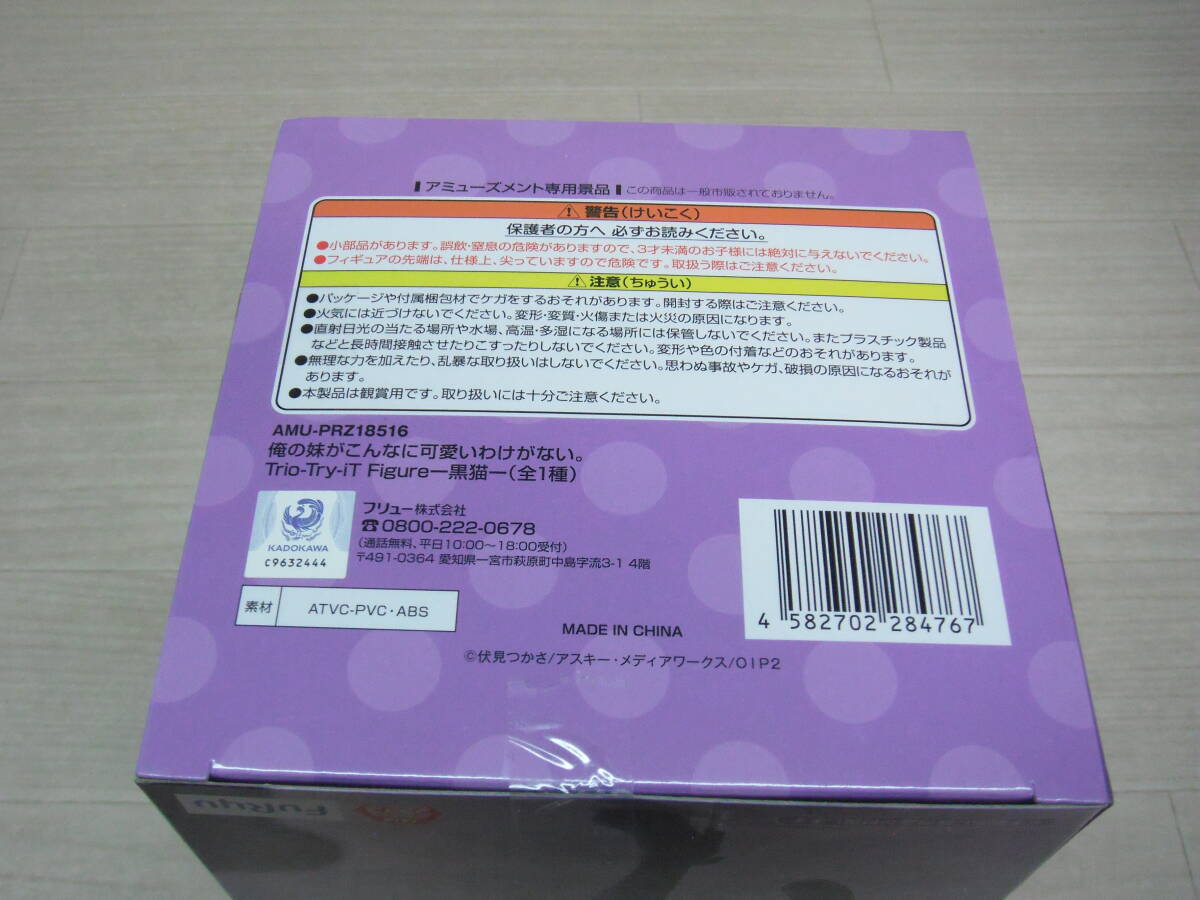 アミューズメント専用景品 この商品は一般市販されておりません。
⚠警告(けいこく)
保護者の方へ 必ずお読みください。
●小部品があります。誤飲・窒息の危険がありますので、3才未満のお子様には絶対に与えないでください。
●フィギュアの先端は、仕様上、尖っていますので危険です。取扱う際はご注意ください。
⚠注意(ちゅうい)
●パッケージや付属梱包材でケガをするおそれがあります。開封する際はご注意ください。
●火気には近づけないでください。変形・変質・火傷または火災の原因になります。
●直射日光の当たる場所や水場、高温・多湿になる場所には保管しないでください。またプラスチック製品
などと長時間接触させたりこすったりしないでください。変形や色の付着などのおそれがあります。
●無理な力を加えたり、乱暴な取り扱いはしないでください。思わぬ事故やケガ、破損の原因になるおそれが
あります。
●本製品は観賞用です。取り扱いには十分ご注意ください。
AMU-PRZ18516
俺の妹がこんなに可愛いわけがない。
Trio-Try-iT Figureー黒猫ー(全1種)
KADOKAWA
C9632444
フリュー株式会社
☎0800-222-0678
(通話無料、平日10:00〜18:00受付)
〒491-0364 愛知県一宮市萩原町中島字流3-1 4階
素材 ATVC-PVC・ABS
MADE IN CHINA
4 582702 284767
©伏見つかさ/アスキー・メディアワークス/OIP2
FuRyu